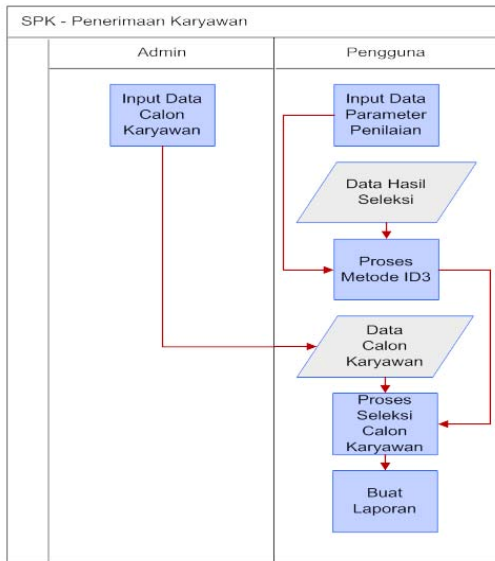 SPK - Penerimaan Karyawan
Admin
Pengguna
Input Data
Calon
Karyawan
Input Data
Parameter
Penilaian
Data Hasil
Seleksi
Proses
Metode ID3
Data
Calon
Karyawan
Proses
Seleksi
Calon
Karyawan
Buat
Laporan